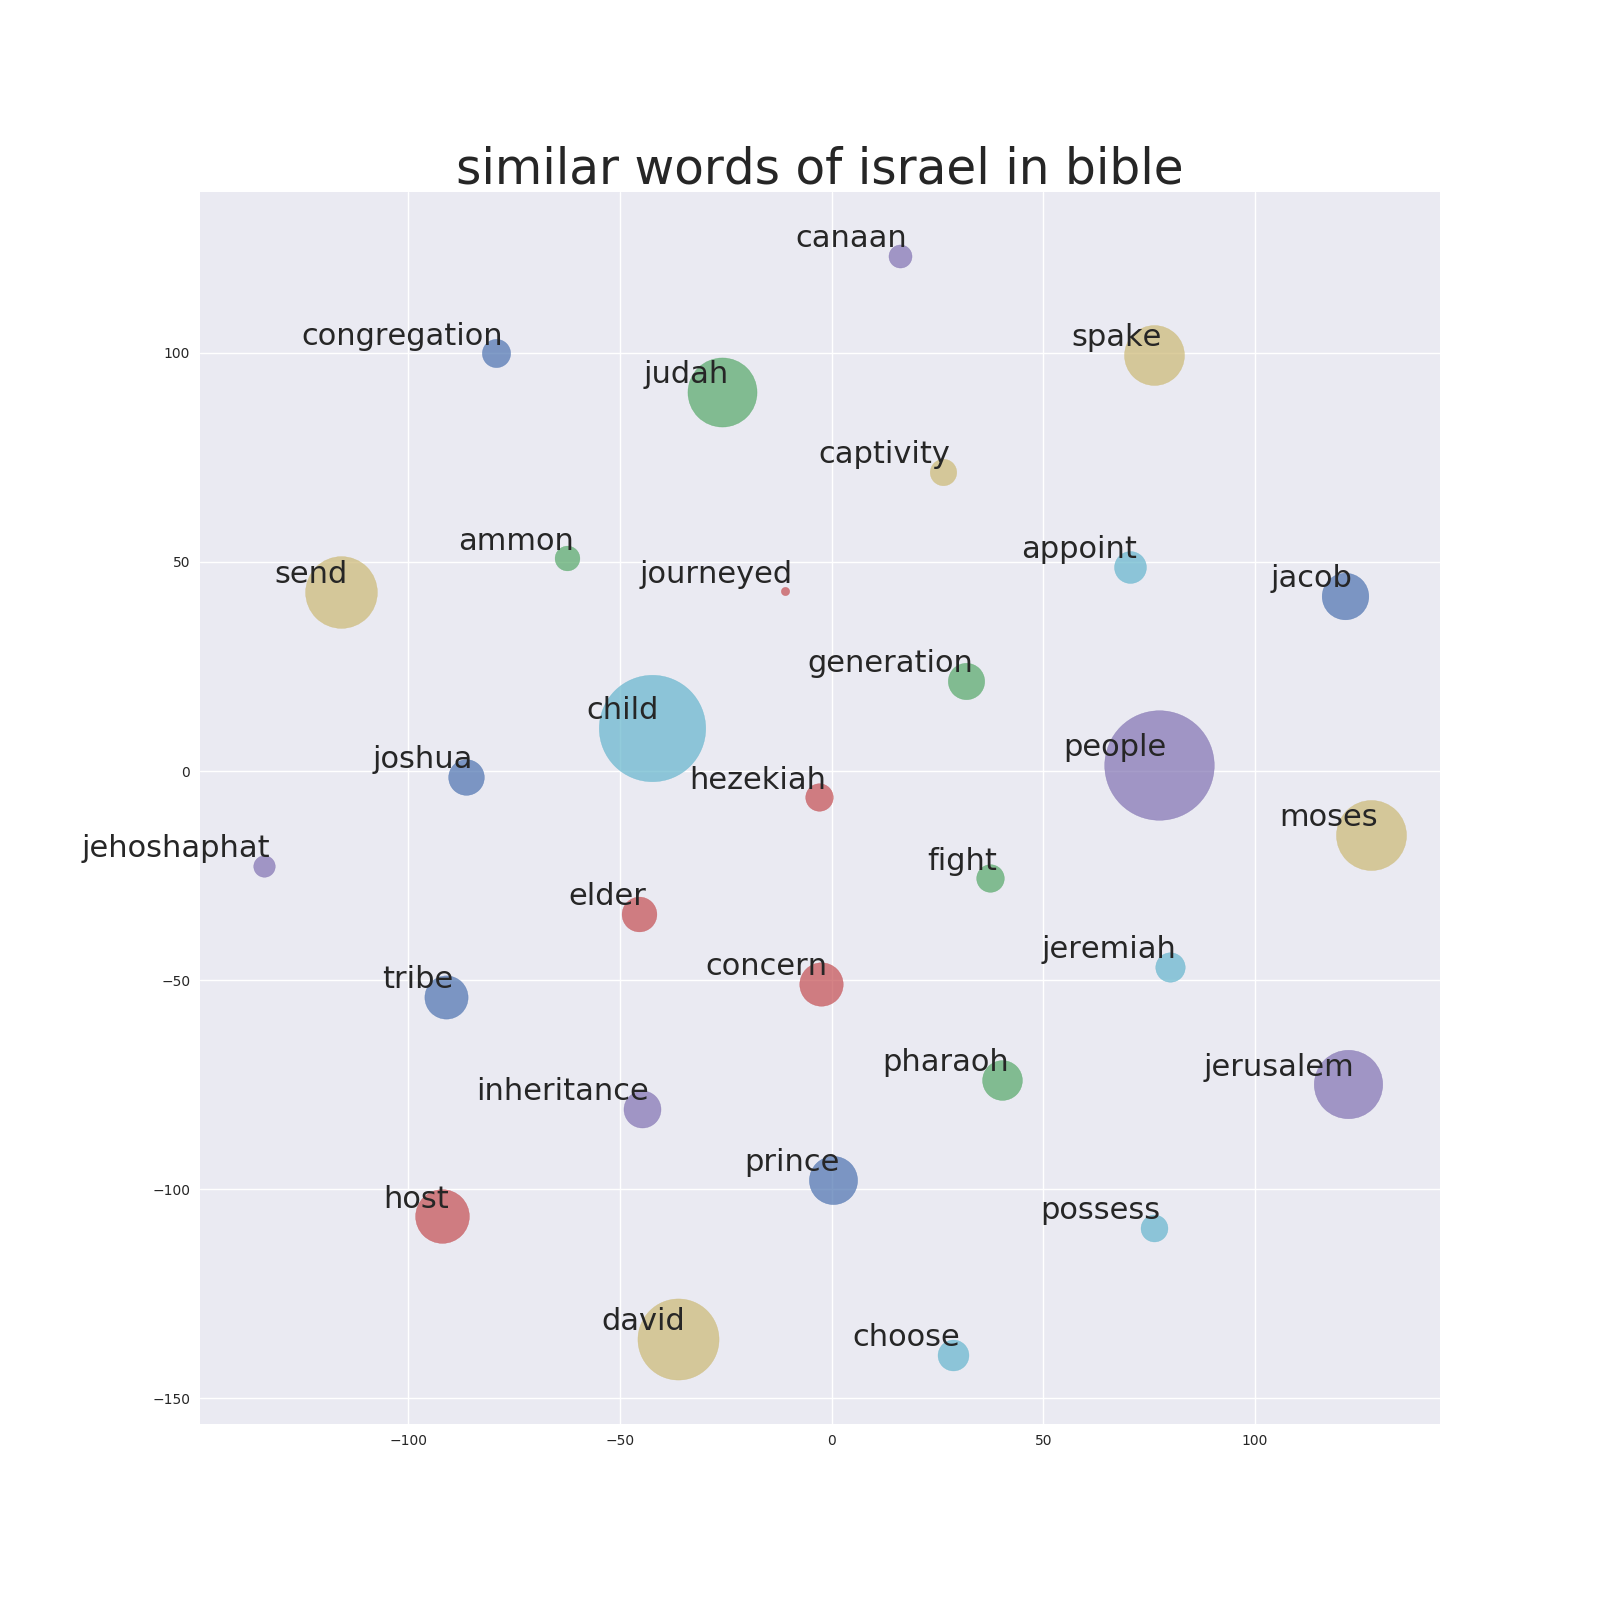 similar words of israel in bible
canaan
congregation
spake
judah
captivity
ammon
appoint
send
journeyed
jacob
generation
child
people
joshua
hezekiah
moses
jehoshaphat
fight
elder
jeremiah
concern
tribe
pharaoh
jerusalem
inheritance
prince
host
possess
david
choose
100
50
0
−50
−100
−150
−100
−50
0
50
100